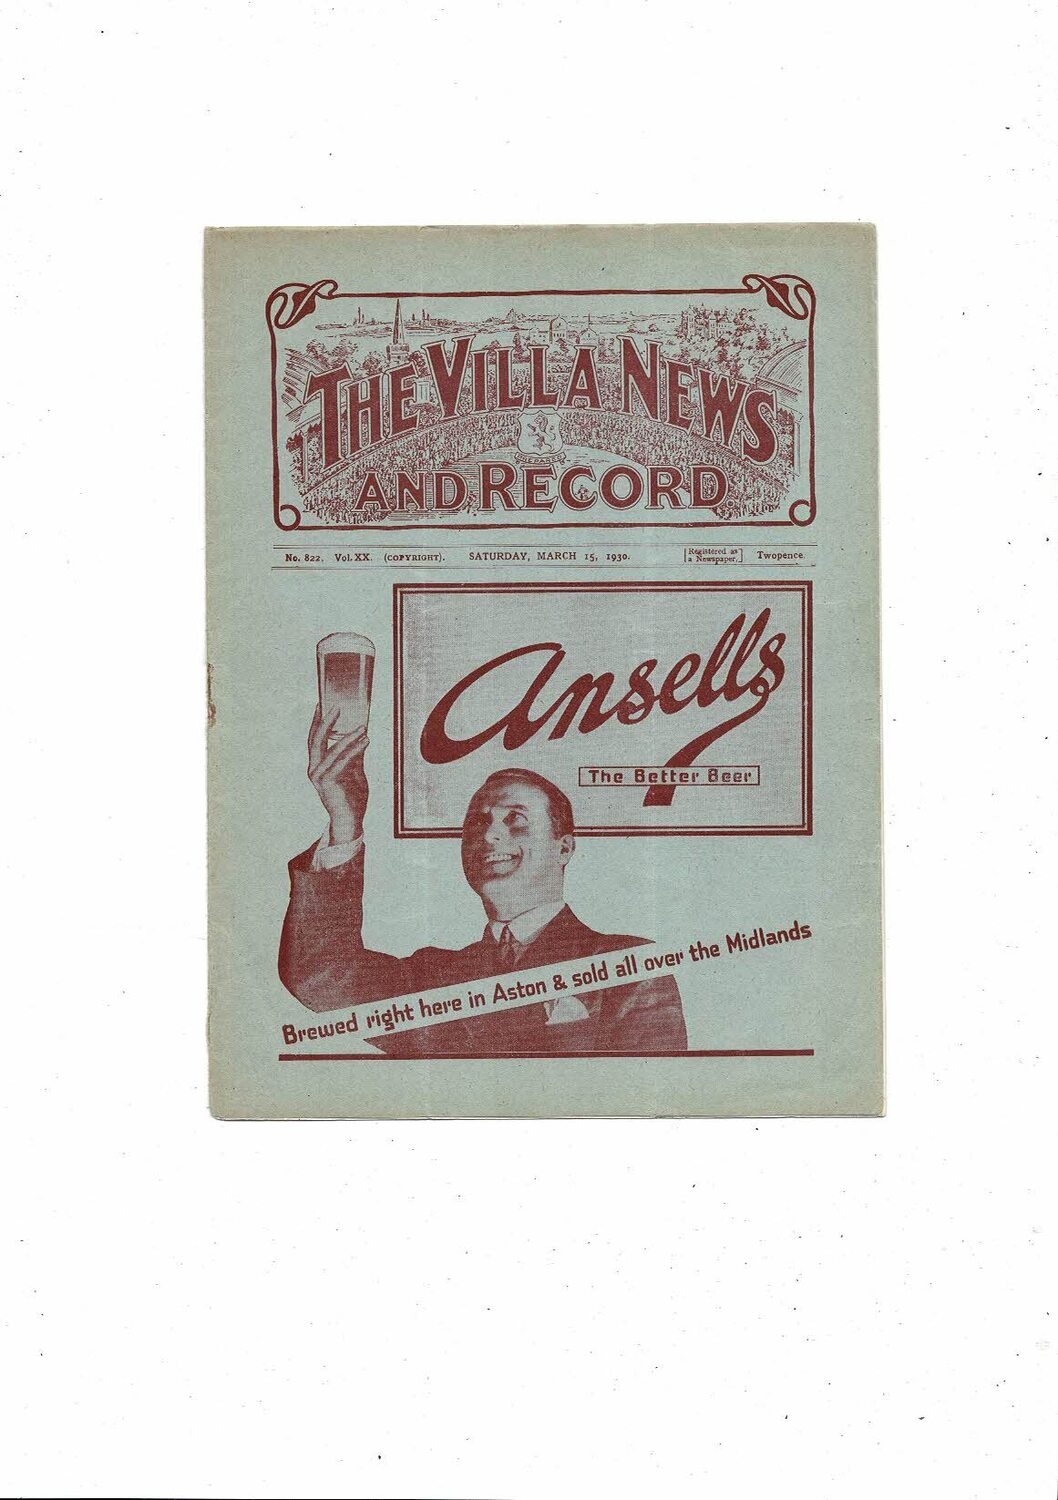 THE VILLA NEWS
PREPARED
AND RECORD.
No. 822. Vol. XX. (COPYRIGHT). SATURDAY, MARCH 15, 1930. [Registered as a Newspaper.] Twopence.
Ansells
The Better Beer
Brewed right here in Aston & sold all over the Midlands